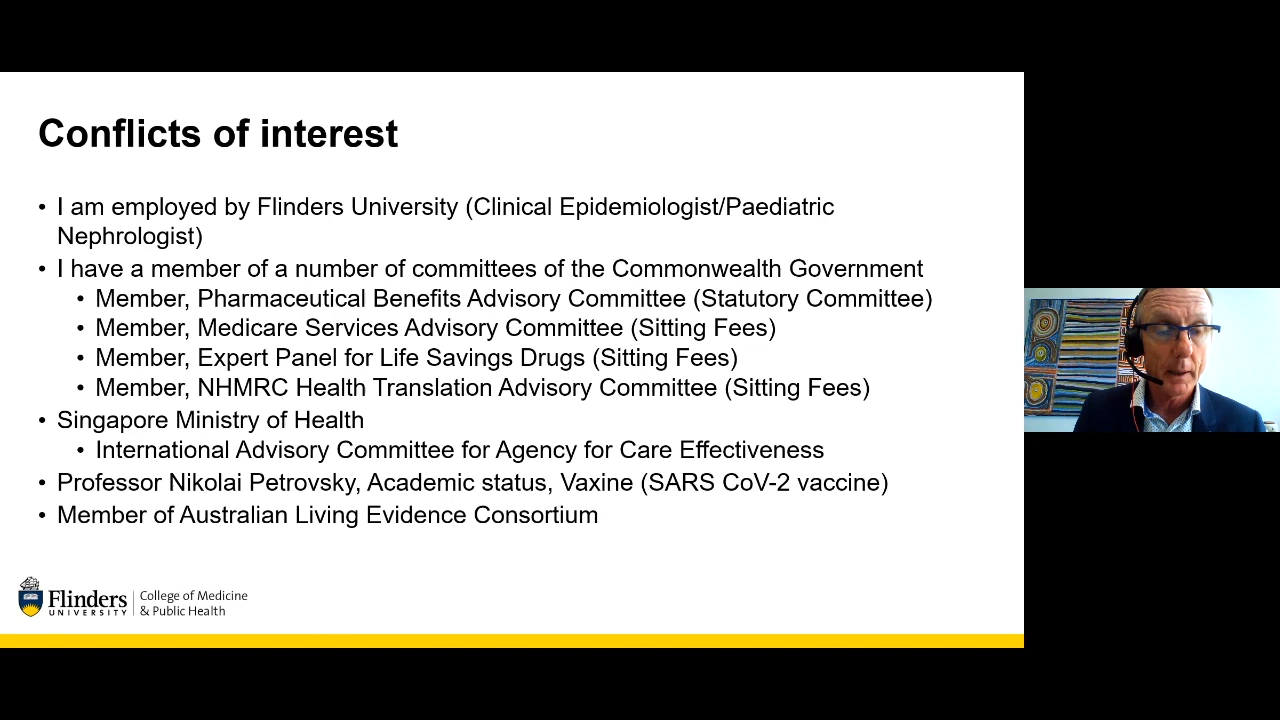 Conflicts of interest
• I am employed by Flinders University (Clinical Epidemiologist/Paediatric
Nephrologist)
• I have a member of a number of committees of the Commonwealth Government
• Member, Pharmaceutical Benefits Advisory Committee (Statutory Committee)
• Member, Medicare Services Advisory Committee (Sitting Fees)
• Member, Expert Panel for Life Savings Drugs (Sitting Fees)
• Member, NHMRC Health Translation Advisory Committee (Sitting Fees)
• Singapore Ministry of Health
• International Advisory Committee for Agency for Care Effectiveness
• Professor Nikolai Petrovsky, Academic status, Vaxine (SARS CoV-2 vaccine)
• Member of Australian Living Evidence Consortium
Flinders
UNIVERSITY
College of Medicine
& Public Health